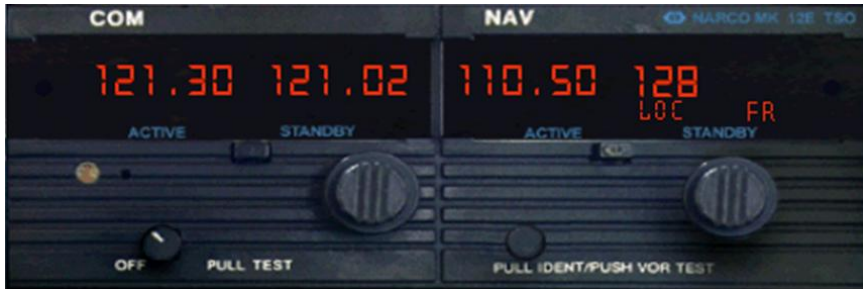 COM
NAV
NARCO MK 12E TSO
121.30 121.02 110.50 128
LOC FR
ACTIVE STANDBY ACTIVE STANDBY
OFF PULL TEST
PULL IDENT/PUSH VOR TEST